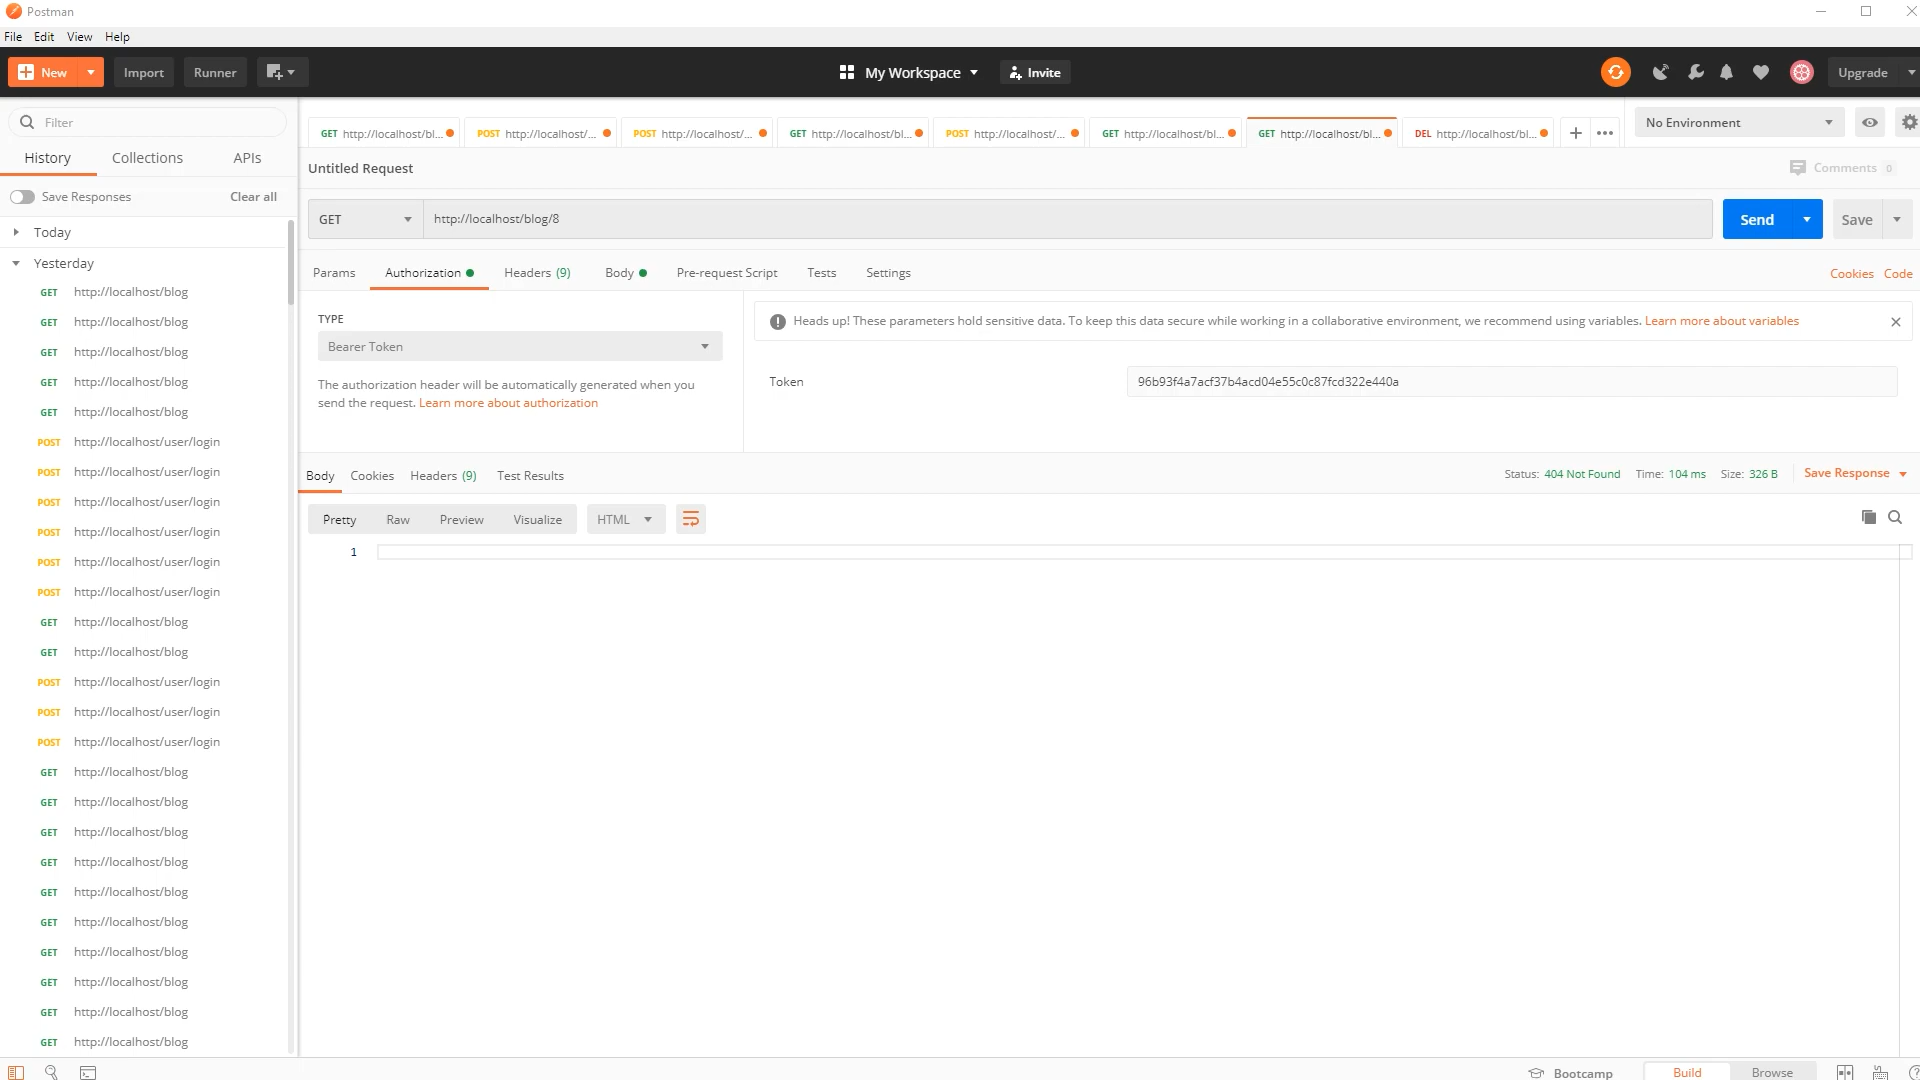 Postman
File Edit View Help
New Import Runner My Workspace Invite Upgrade
Filter
History Collections APIs
Save Responses Clear all
Today
Yesterday
GET http://localhost/blog
GET http://localhost/blog
GET http://localhost/blog
GET http://localhost/blog
GET http://localhost/blog
POST http://localhost/user/login
POST http://localhost/user/login
POST http://localhost/user/login
POST http://localhost/user/login
POST http://localhost/user/login
POST http://localhost/user/login
GET http://localhost/blog
GET http://localhost/blog
POST http://localhost/user/login
POST http://localhost/user/login
POST http://localhost/user/login
GET http://localhost/blog
GET http://localhost/blog
GET http://localhost/blog
GET http://localhost/blog
GET http://localhost/blog
GET http://localhost/blog
GET http://localhost/blog
GET http://localhost/blog
GET http://localhost/blog
GET http://localhost/blog
GET http://localhost/bl... POST http://localhost/... POST http://localhost/... GET http://localhost/bl... POST http://localhost/... GET http://localhost/bl... GET http://localhost/bl... DEL http://localhost/bl... No Environment
Untitled Request Comments 0
GET http://localhost/blog/8 Send Save
Params Authorization Headers (9) Body Pre-request Script Tests Settings Cookies Code
TYPE
Bearer Token
The authorization header will be automatically generated when you
send the request. Learn more about authorization
Heads up! These parameters hold sensitive data. To keep this data secure while working in a collaborative environment, we recommend using variables. Learn more about variables
Token 96b93f4a7acf37b4acd04e55c0c87fcd322e440a
Body Cookies Headers (9) Test Results Status: 404 Not Found Time: 104 ms Size: 326 B Save Response
Pretty Raw Preview Visualize HTML
1
Bootcamp Build Browse